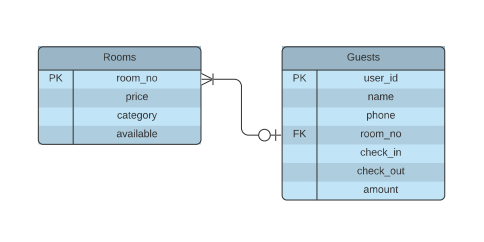 Rooms
PK room_no
price
category
available
Guests
PK user_id
name
phone
FK room_no
check_in
check_out
amount